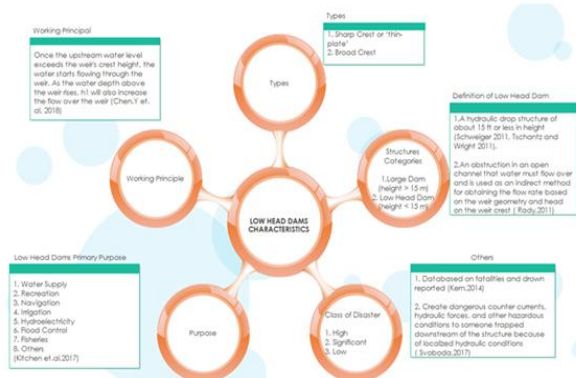 Working Principal
Once the upstream water level
exceeds the weir's crest height, the
water starts flowing through the
weir. As the water depth above
the weir rises, h1 will also increase
the flow over the weir (Chen.Y et.
al. 2018)
Types
1. Sharp Crest or 'thin-
plate'
2. Broad Crest
Types
Definition of Low Head Dam
1.A hydraulic drop structure of
about 15 ft or less in height
(Schweiger 2011, Tschantz and
Wright 2011).
2.An obstruction in an open
channel that water must flow over
and is used as an indirect method
for obtaining the flow rate based
on the weir geometry and head
on the weir crest ( Rady,2011)
Structures
Categories
1.Large Dam
(height > 15 m)
2. Low Head Dam
(height < 15 m)
Working Principle
LOW HEAD DAMS
CHARACTERISTICS
Low Head Dams Primary Purpose
1. Water Supply
2. Recreation
3. Navigation
4. Irrigation
5. Hydroelectricity
6. Flood Control
7. Fisheries
8. Others
(Kitchen et.al.2017)
Purpose
Class of Disaster
1. High
2. Significant
3. Low
Others
1. Databased on fatalities and drown
reported (Kern,2014)
2. Create dangerous counter currents,
hydraulic forces, and other hazardous
conditions to someone trapped
downstream of the structure because
of localized hydraulic conditions
( Svoboda,2017)